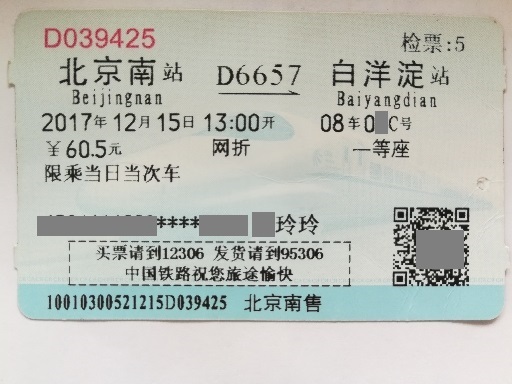 D039425 检票:5
北京南站 D6657 白洋淀站
Beijingnan Baiyangdian
2017年12月15日 13:00开 08车0 C号
￥60.5元 网折 一等座
限乘当日当次车
**** 玲玲
买票请到12306 发货请到95306
中国铁路祝您旅途愉快
10010300521215D039425 北京南售